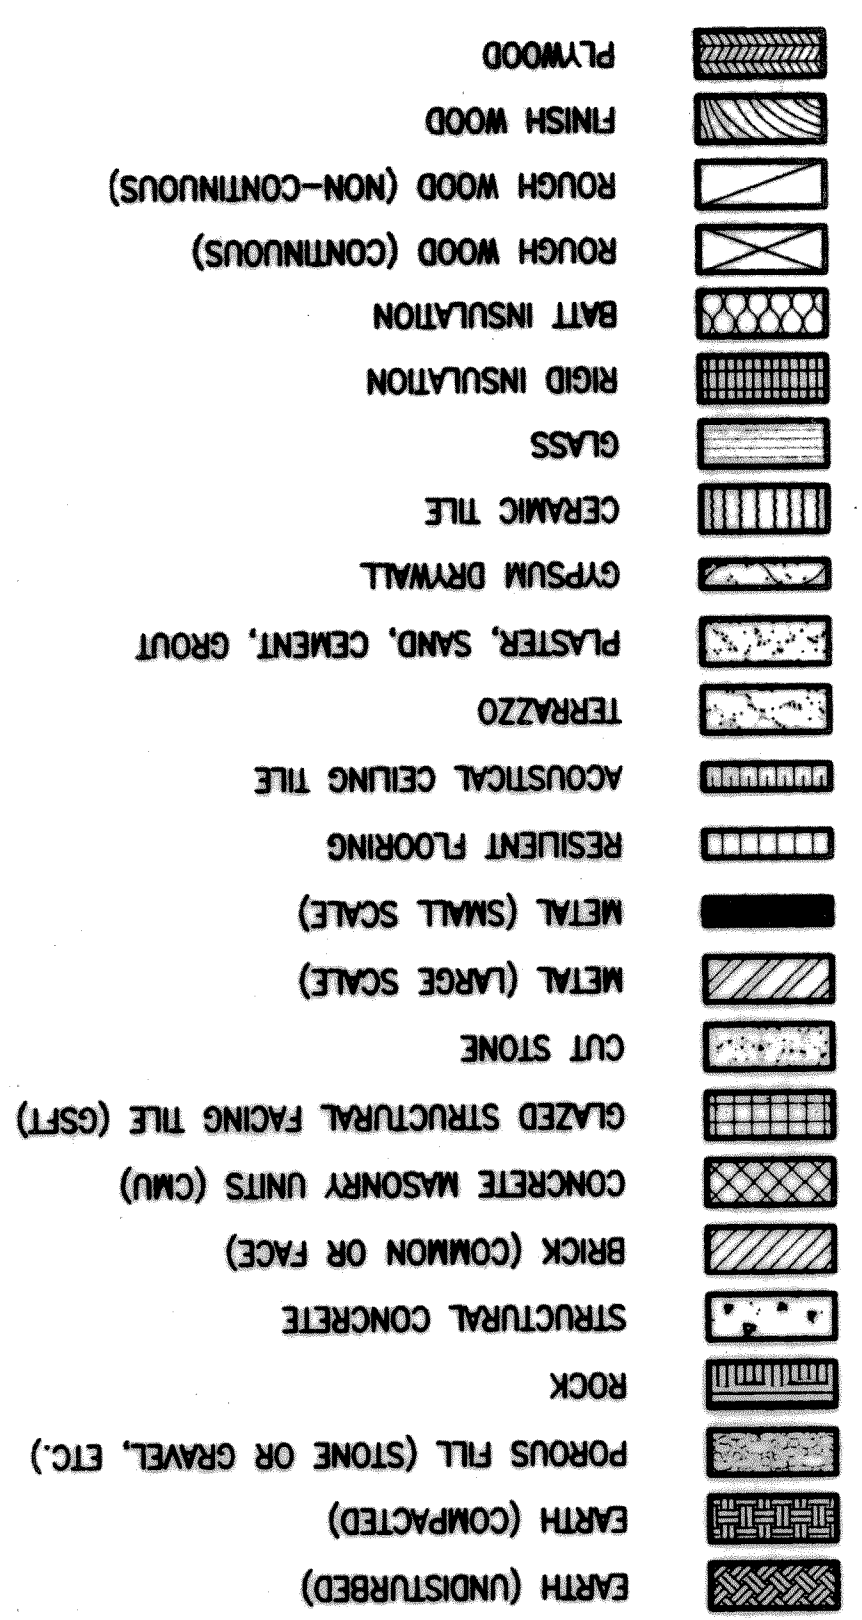 EARTH (UNDISTURBED)
EARTH (COMPACTED)
POROUS FILL (STONE OR GRAVEL, ETC.)
ROCK
STRUCTURAL CONCRETE
BRICK (COMMON OR FACE)
CONCRETE MASONRY UNITS (CMU)
GLAZED STRUCTURAL FACING TILE (GSFT)
CUT STONE
METAL (LARGE SCALE)
METAL (SMALL SCALE)
RESILIENT FLOORING
ACOUSTICAL CEILING TILE
TERRAZZO
PLASTER, SAND, CEMENT, GROUT
GYPSUM DRYWALL
CERAMIC TILE
GLASS
RIGID INSULATION
BATT INSULATION
ROUGH WOOD (CONTINUOUS)
ROUGH WOOD (NON-CONTINUOUS)
FINISH WOOD
PLYWOOD